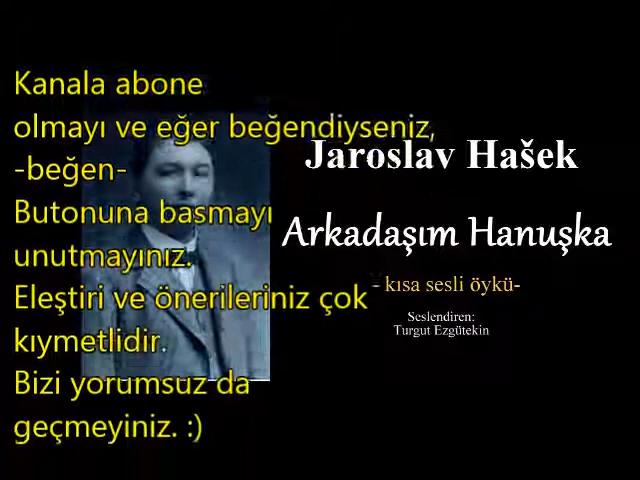 Kanala abone
olmayı ve eğer beğendiyseniz,
-beğen-
Butonuna basmayı
unutmayınız.
Eleştiri ve önerileriniz çok
kıymetlidir.
Bizi yorumsuz da
geçmeyiniz. :)
Jaroslav Hašek
Arkadaşım Hanuşka
- kısa sesli öykü-
Seslendiren:
Turgut Ezgütekin